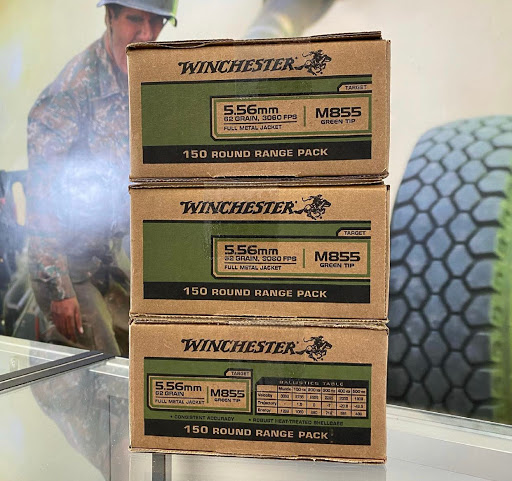 WINCHESTER
TARGET
5.56mm
62 GRAIN, 3060 FPS
FULL METAL JACKET
M855
GREEN TIP
150 ROUND RANGE PACK
WINCHESTER
TARGET
5.56mm
62 GRAIN, 3060 FPS
FULL METAL JACKET
M855
GREEN TIP
150 ROUND RANGE PACK
WINCHESTER
TARGET
5.56mm
62 GRAIN
FULL METAL JACKET
M855
GREEN TIP
BALLISTICS TABLE
Velocity
Trajectory
Energy
• CONSISTENT ACCURACY • ROBUST HEAT-TREATED SHELLCASE
150 ROUND RANGE PACK